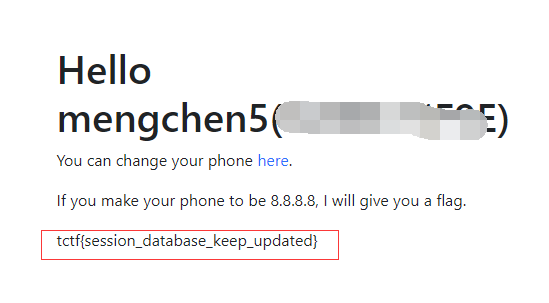 Hello
mengchen5( E)
You can change your phone here.
If you make your phone to be 8.8.8.8, I will give you a flag.
tctf{session_database_keep_updated}